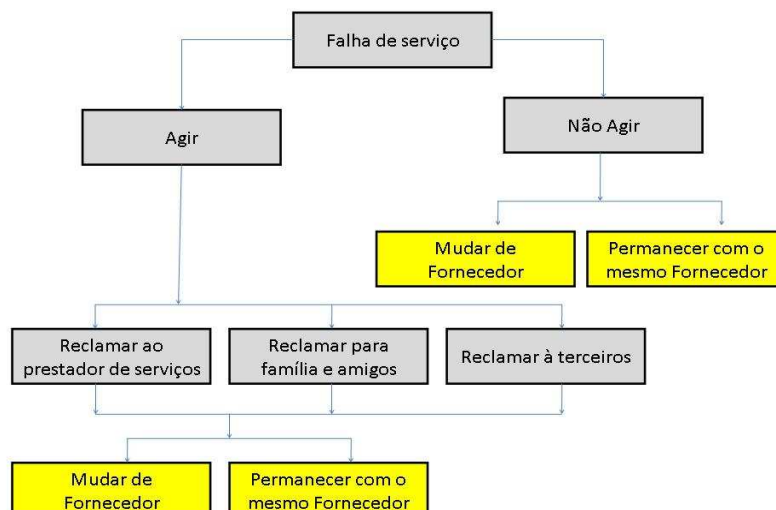 Falha de serviço
Agir
Não Agir
Mudar de
Fornecedor
Permanecer com o
mesmo Fornecedor
Reclamar ao
prestador de serviços
Reclamar para
família e amigos
Reclamar à terceiros
Mudar de
Fornecedor
Permanecer com o
mesmo Fornecedor